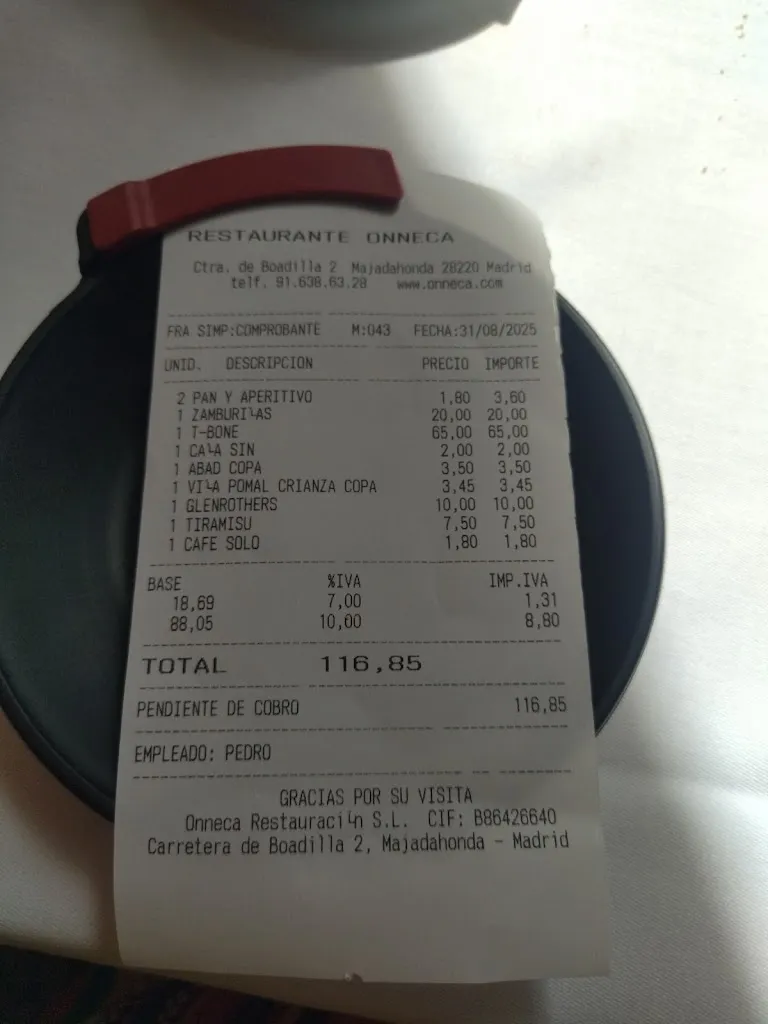 RESTAURANTE ONNECA
Ctra. de Boadilla 2 Majadahonda 28220 Madrid
telf. 91.638.63.28 www.onneca.com
FRA SIMP:COMPROBANTE M:043 FECHA:31/08/2025
UNID. DESCRIPCION PRECIO IMPORTE
2 PAN Y APERITIVO 1,80 3,60
1 ZAMBURI¼AS 20,00 20,00
1 T-BONE 65,00 65,00
1 CA¼A SIN 2,00 2,00
1 ABAD COPA 3,50 3,50
1 VI¼A POMAL CRIANZA COPA 3,45 3,45
1 GLENROTHERS 10,00 10,00
1 TIRAMISU 7,50 7,50
1 CAFE SOLO 1,80 1,80
BASE %IVA IMP.IVA
18,69 7,00 1,31
88,05 10,00 8,80
TOTAL 116,85
PENDIENTE DE COBRO 116,85
EMPLEADO: PEDRO
GRACIAS POR SU VISITA
Onneca Restauraci¼n S.L. CIF: B86426640
Carretera de Boadilla 2, Majadahonda - Madrid